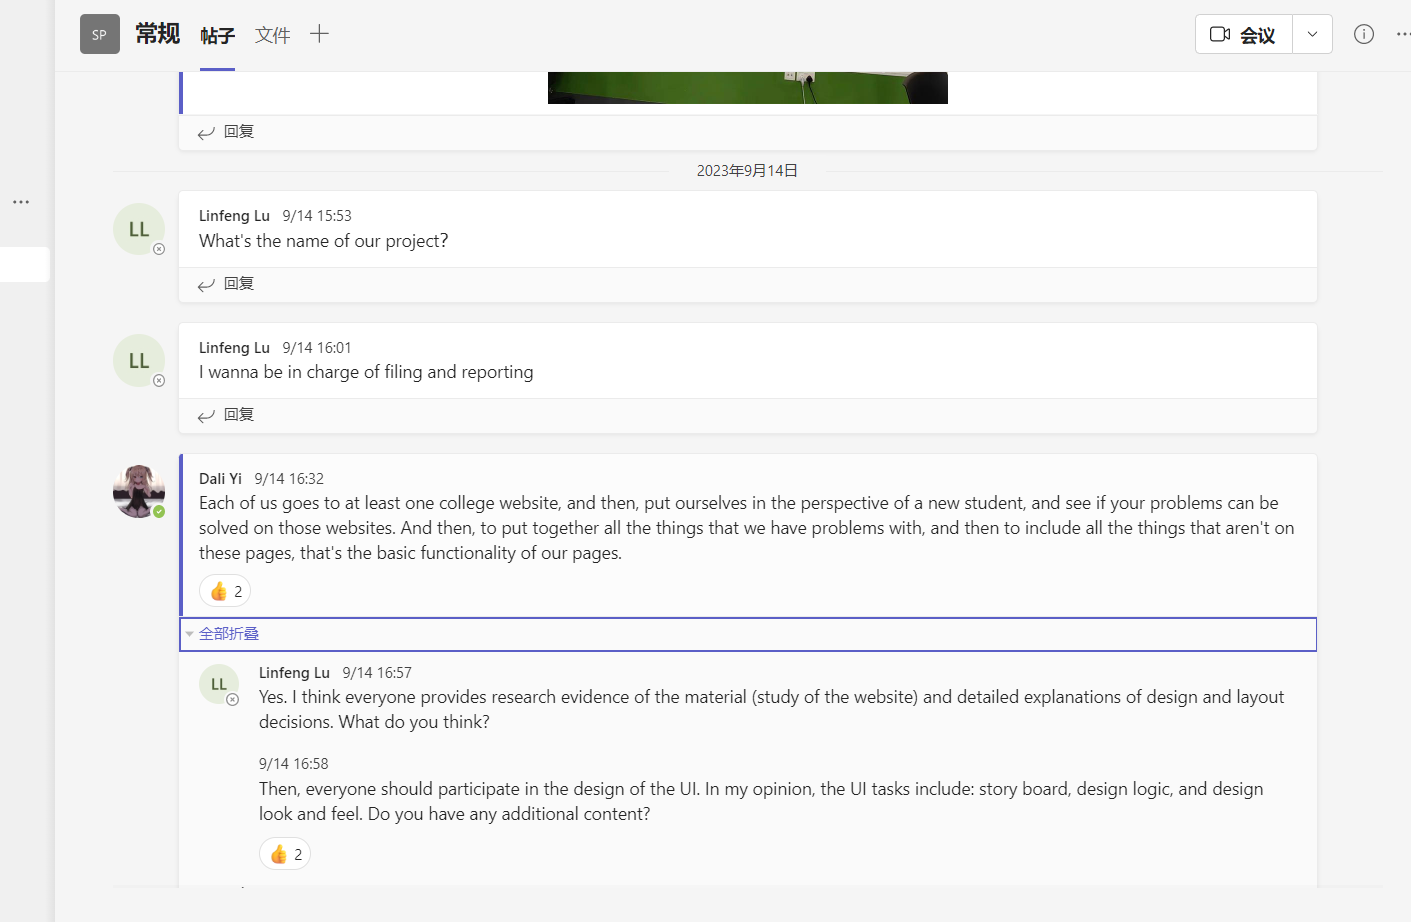 SP 常规 帖子 文件 会议
回复
2023年9月14日
LL Linfeng Lu 9/14 15:53
What's the name of our project?
回复
LL Linfeng Lu 9/14 16:01
I wanna be in charge of filing and reporting
回复
Dali Yi 9/14 16:32
Each of us goes to at least one college website, and then, put ourselves in the perspective of a new student, and see if your problems can be
solved on those websites. And then, to put together all the things that we have problems with, and then to include all the things that aren't on
these pages, that's the basic functionality of our pages.
👍 2
全部折叠
LL Linfeng Lu 9/14 16:57
Yes. I think everyone provides research evidence of the material (study of the website) and detailed explanations of design and layout
decisions. What do you think?
9/14 16:58
Then, everyone should participate in the design of the UI. In my opinion, the UI tasks include: story board, design logic, and design
look and feel. Do you have any additional content?
👍 2